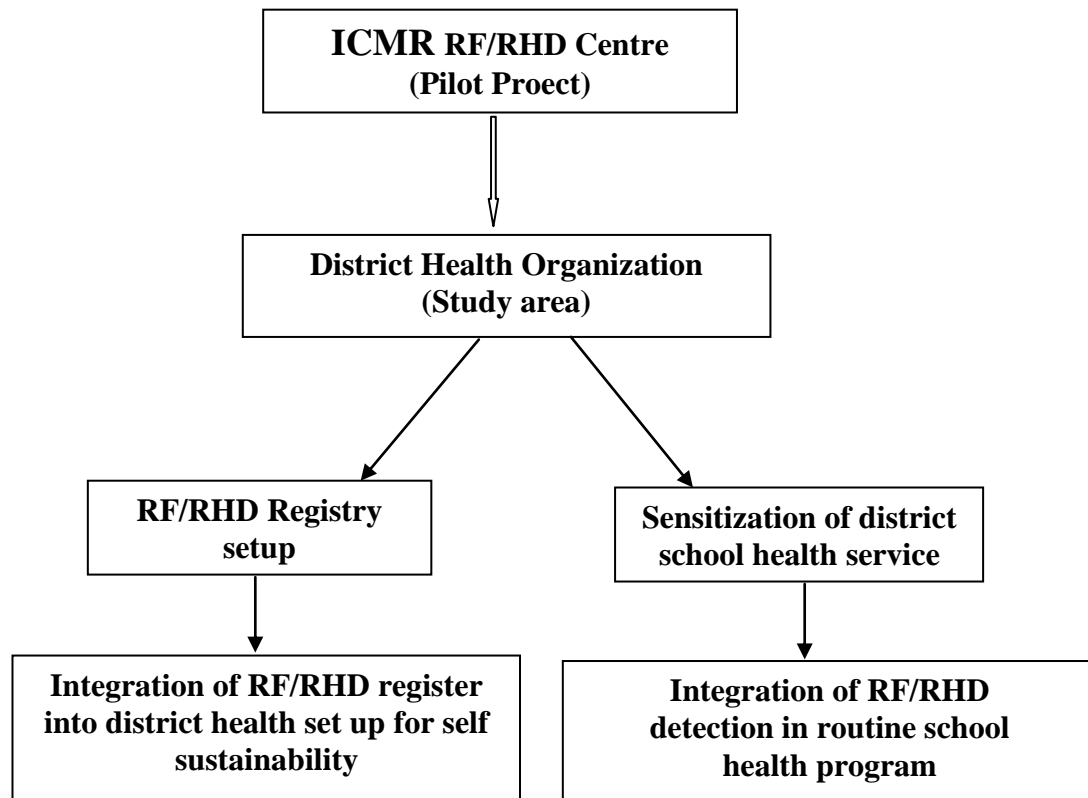 ICMR RF/RHD Centre
(Pilot Proect)
District Health Organization
(Study area)
RF/RHD Registry
setup
Sensitization of district
school health service
Integration of RF/RHD register
into district health set up for self
sustainability
Integration of RF/RHD
detection in routine school
health program